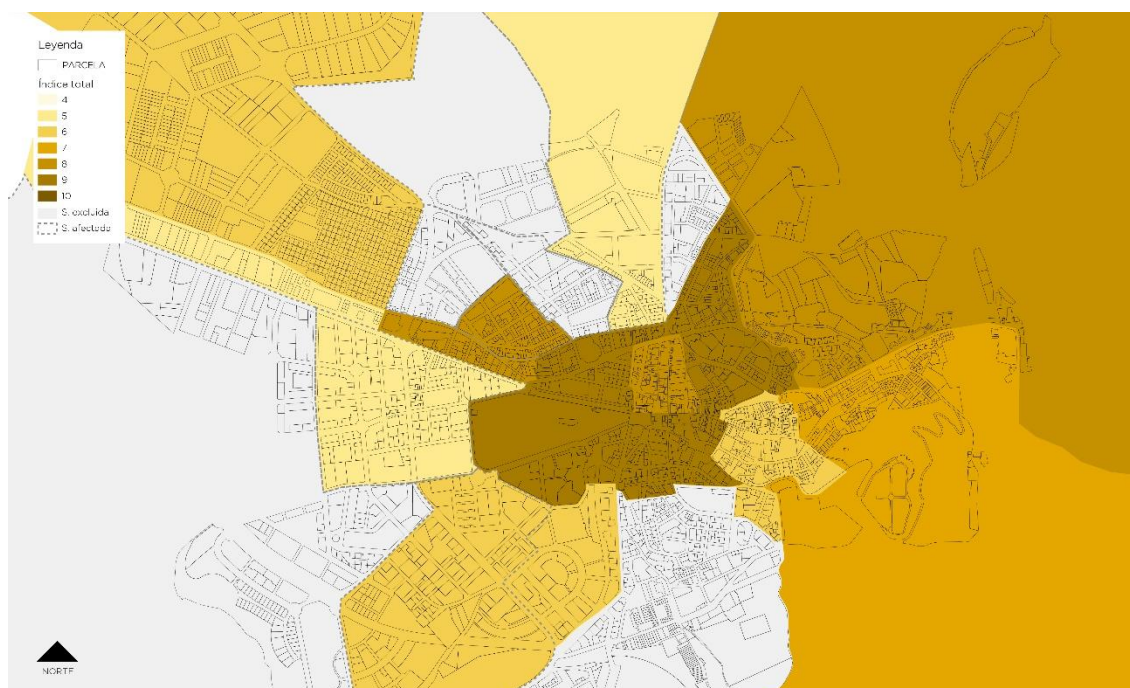 Leyenda
PARCELA
Índice total
4
5
6
7
8
9
10
S. excluida
S. afectada
NORTE